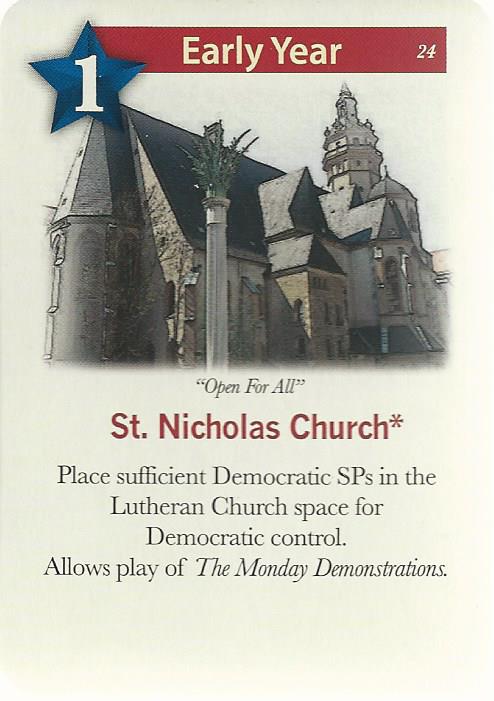 1
Early Year
24
“Open For All”
St. Nicholas Church*
Place sufficient Democratic SPs in the
Lutheran Church space for
Democratic control.
Allows play of The Monday Demonstrations.